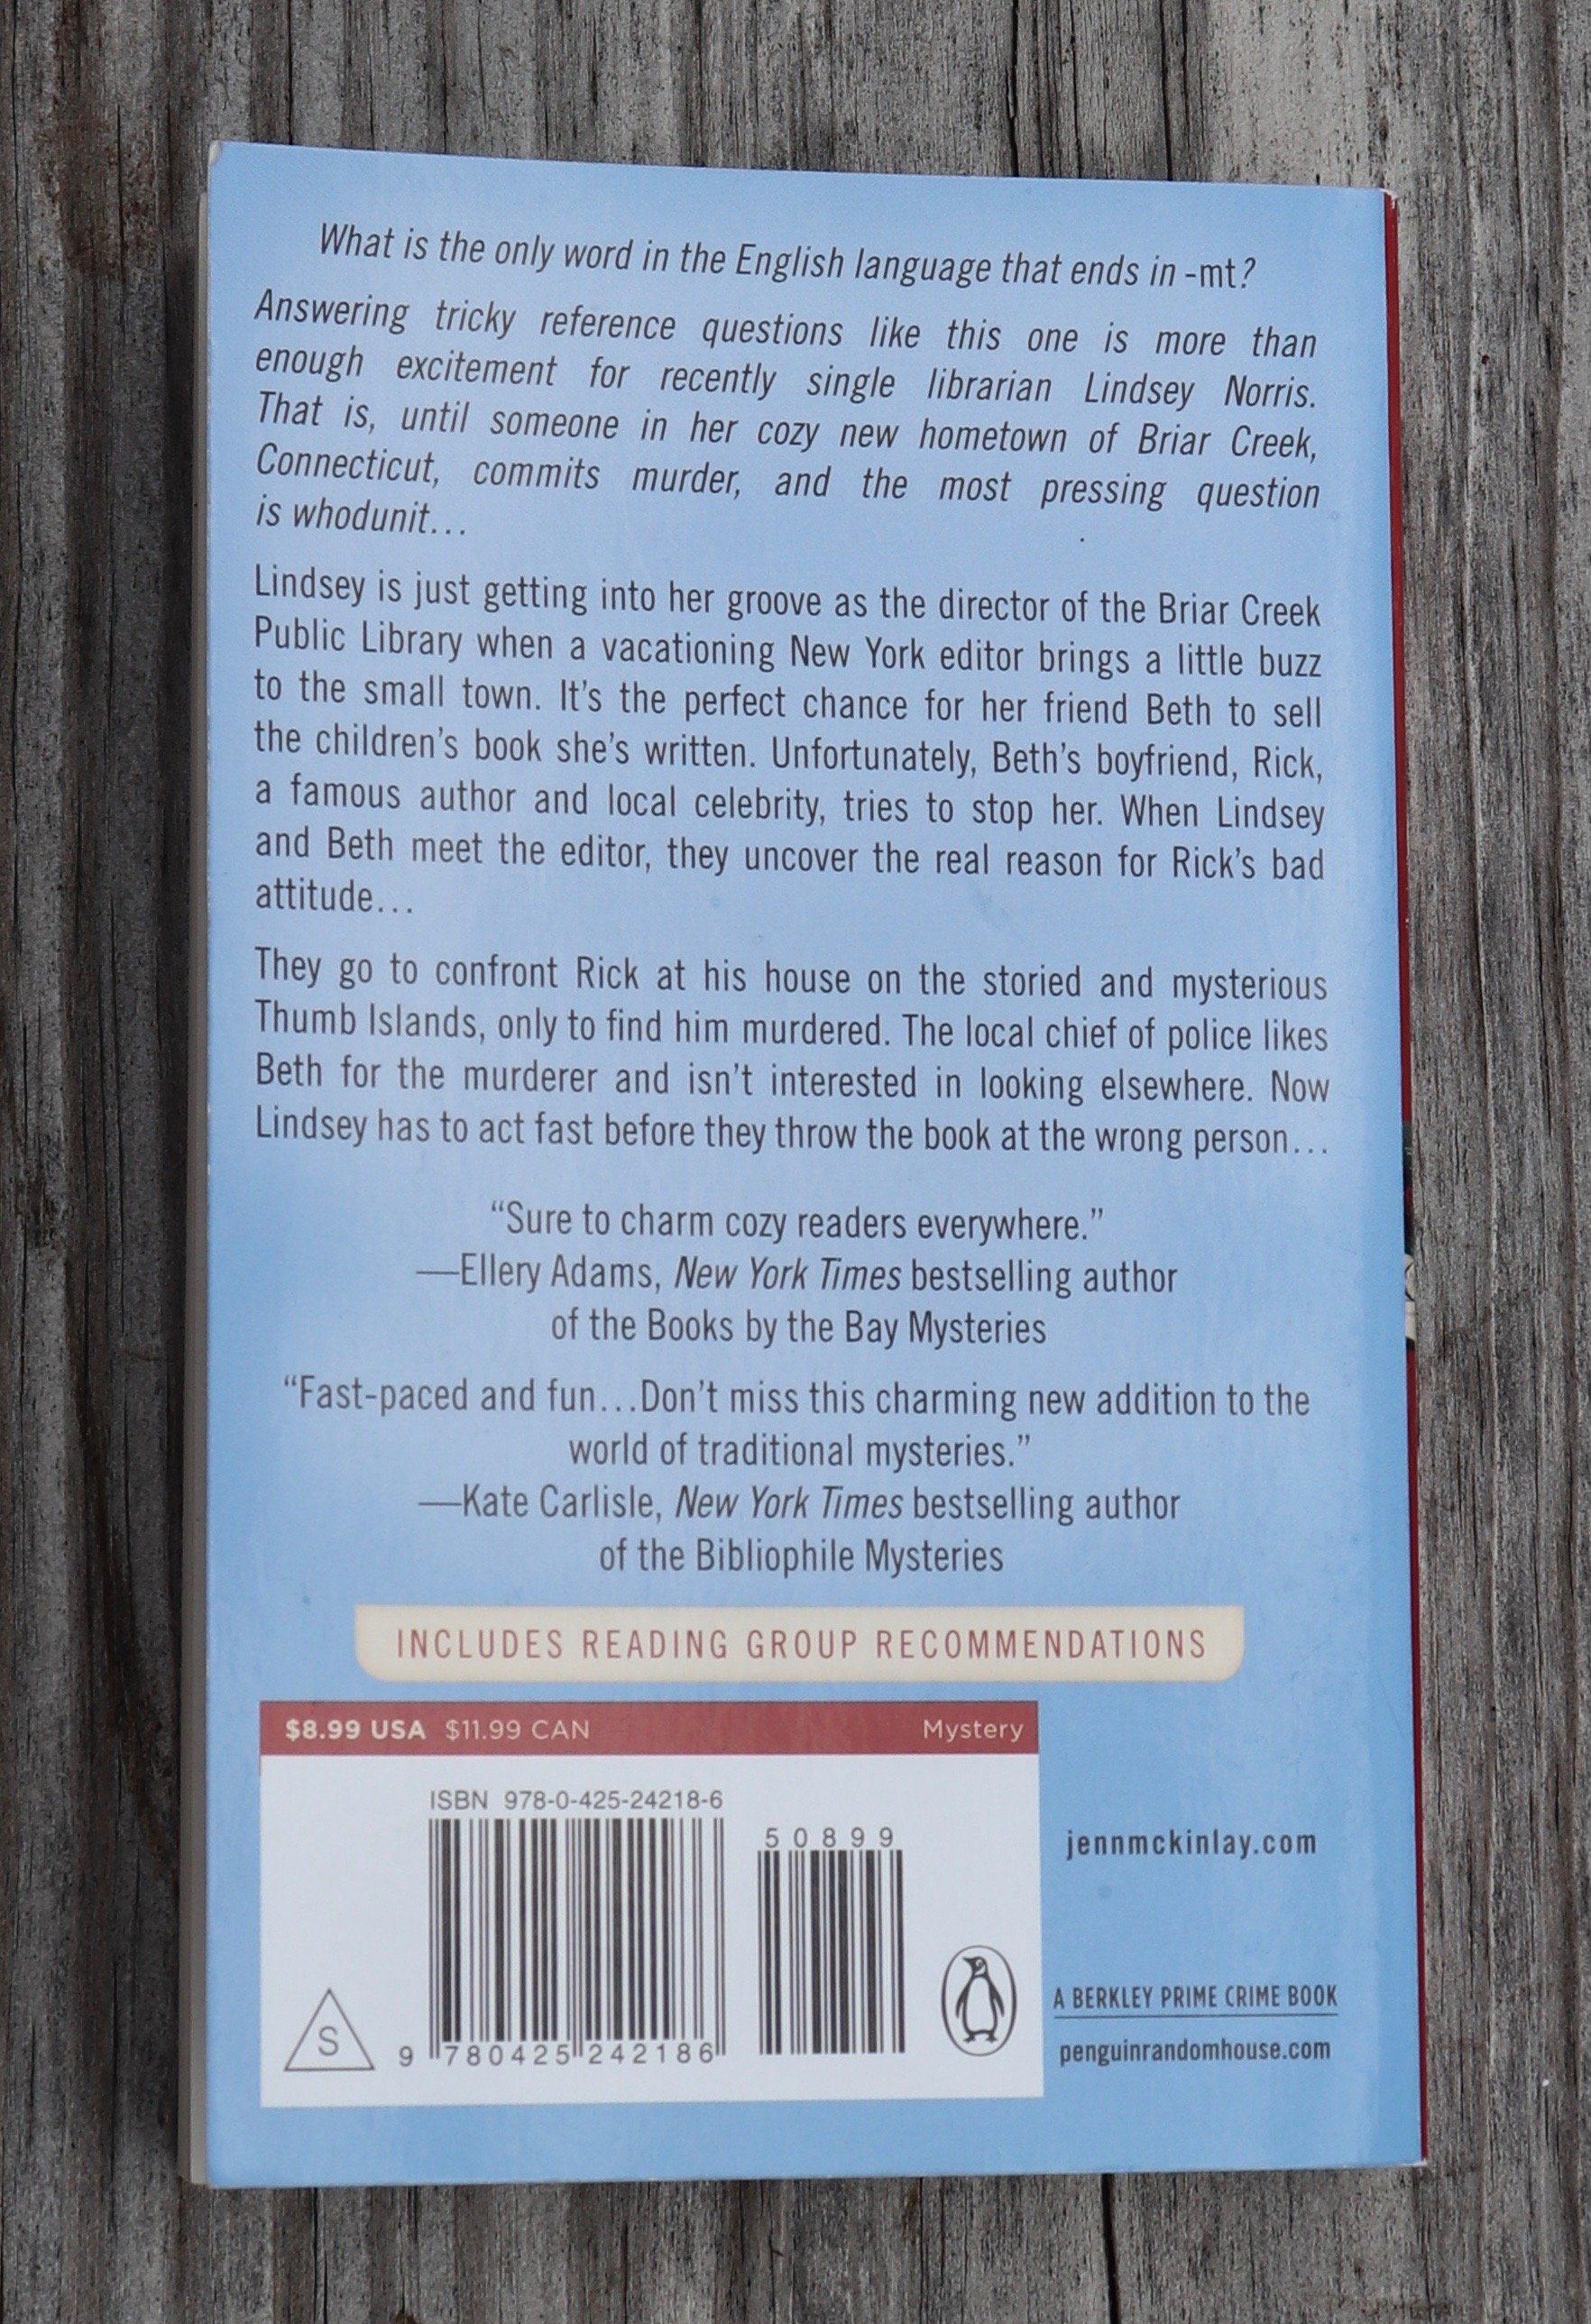 What is the only word in the English language that ends in -mt?
Answering tricky reference questions like this one is more than
enough excitement for recently single librarian Lindsey Norris.
That is, until someone in her cozy new hometown of Briar Creek,
Connecticut, commits murder, and the most pressing question
is whodunit...
Lindsey is just getting into her groove as the director of the Briar Creek
Public Library when a vacationing New York editor brings a little buzz
to the small town. It's the perfect chance for her friend Beth to sell
the children's book she's written. Unfortunately, Beth's boyfriend, Rick,
a famous author and local celebrity, tries to stop her. When Lindsey
and Beth meet the editor, they uncover the real reason for Rick's bad
attitude...
They go to confront Rick at his house on the storied and mysterious
Thumb Islands, only to find him murdered. The local chief of police likes
Beth for the murderer and isn't interested in looking elsewhere. Now
Lindsey has to act fast before they throw the book at the wrong person...
“Sure to charm cozy readers everywhere.”
—Ellery Adams, New York Times bestselling author
of the Books by the Bay Mysteries
“Fast-paced and fun...Don't miss this charming new addition to the
world of traditional mysteries.”
—Kate Carlisle, New York Times bestselling author
of the Bibliophile Mysteries
INCLUDES READING GROUP RECOMMENDATIONS
$8.99 USA $11.99 CAN Mystery
ISBN 978-0-425-24218-6
50899
S
9 780425 242186
jennmckinlay.com
A BERKLEY PRIME CRIME BOOK
penguinrandomhouse.com